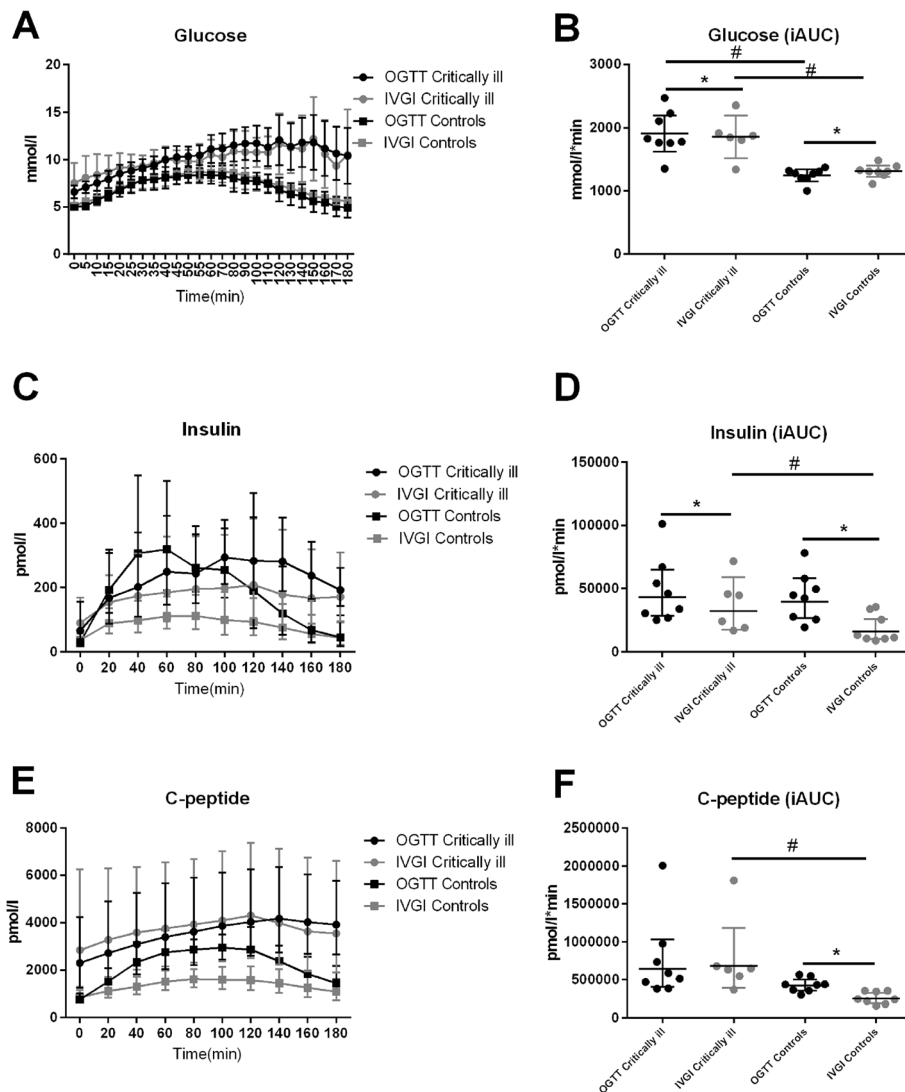 A
Glucose
mmol/l
20
15
10
5
0
0 5 10 15 20 25 30 35 40 45 50 55 60 70 80 90 100 110 120 130 140 150 160 170 180
Time(min)
OGTT Critically ill
IVGI Critically ill
OGTT Controls
IVGI Controls
B
Glucose (iAUC)
mmol/l*min
3000
2000
1000
0
#
#
*
*
OGTT Critically ill
IVGI Critically ill
OGTT Controls
IVGI Controls
C
Insulin
pmol/l
600
400
200
0
0 20 40 60 80 100 120 140 160 180
Time(min)
OGTT Critically ill
IVGI Critically ill
OGTT Controls
IVGI Controls
D
Insulin (iAUC)
pmol/l*min
150000
100000
50000
0
#
*
*
OGTT Critically ill
IVGI Critically ill
OGTT Controls
IVGI Controls
E
C-peptide
pmol/l
8000
6000
4000
2000
0
0 20 40 60 80 100 120 140 160 180
Time(min)
OGTT Critically ill
IVGI Critically ill
OGTT Controls
IVGI Controls
F
C-peptide (iAUC)
pmol/l*min
2500000
2000000
1500000
1000000
500000
0
#
*
OGTT Critically ill
IVGI Critically ill
OGTT Controls
IVGI Controls